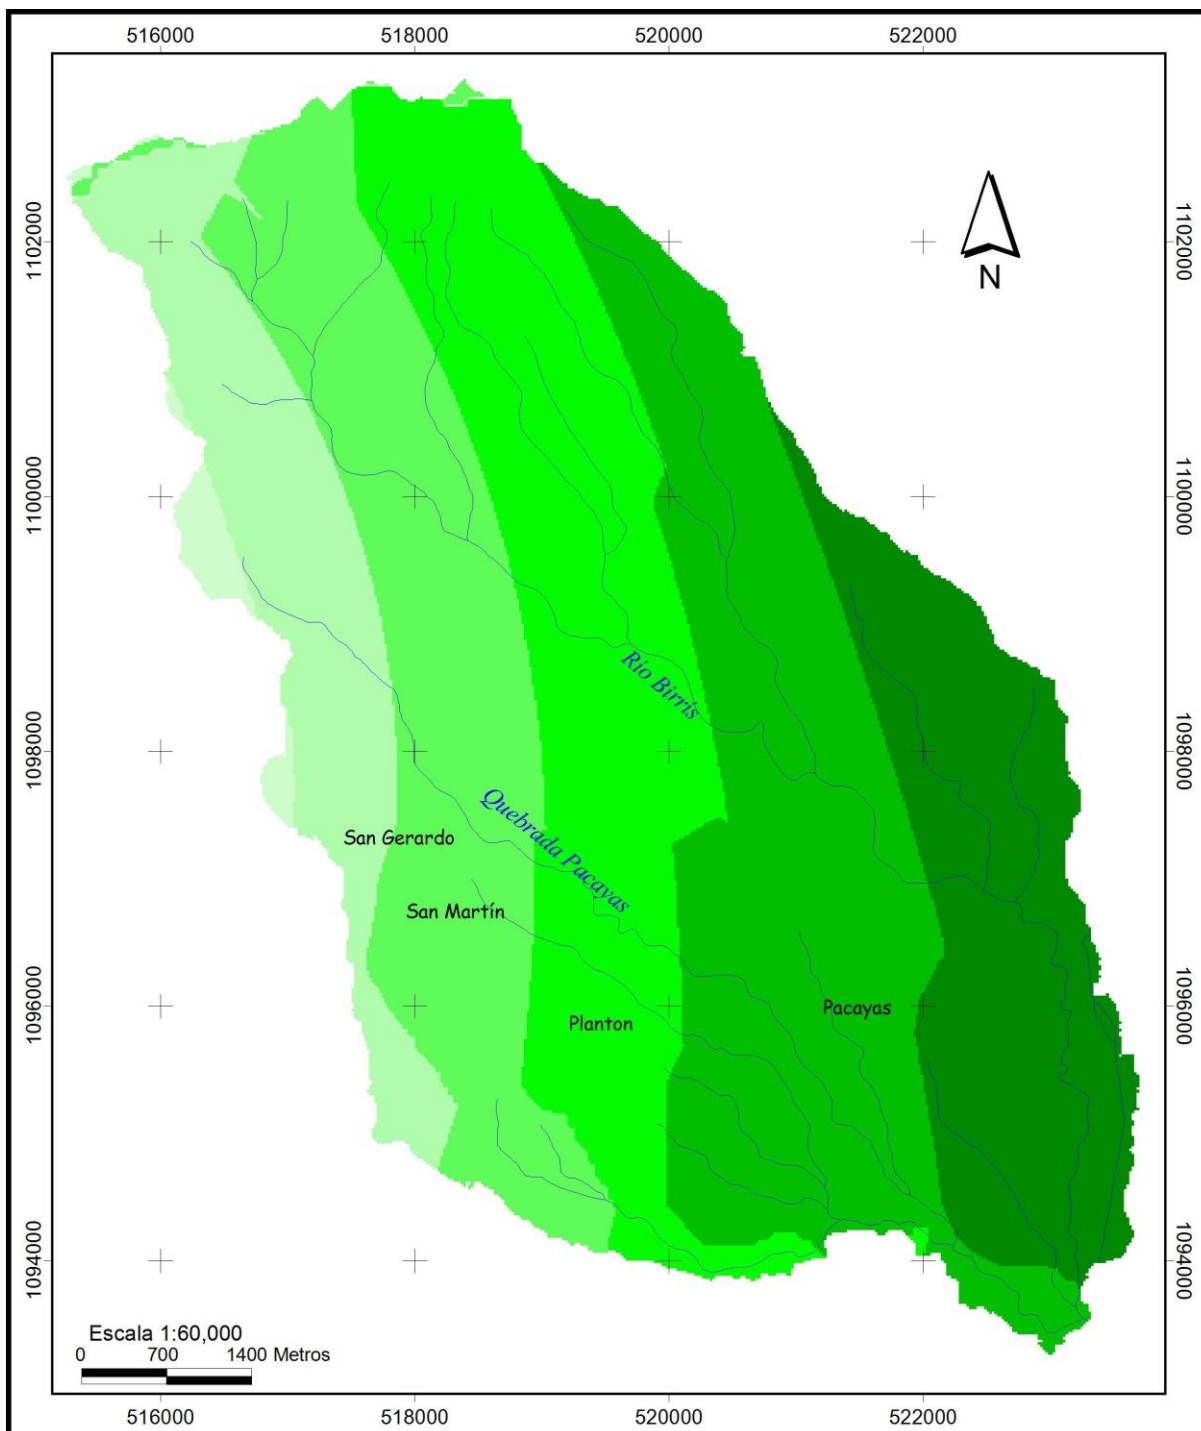 516000 518000 520000 522000
1102000 1102000
N
1100000 1100000
Río Birrís
1098000 1098000
Quebrada Pacayas
San Gerardo
San Martín
1096000 1096000
Pacayas
Planton
1094000 1094000
Escala 1:60,000
0 700 1400 Metros
516000 518000 520000 522000